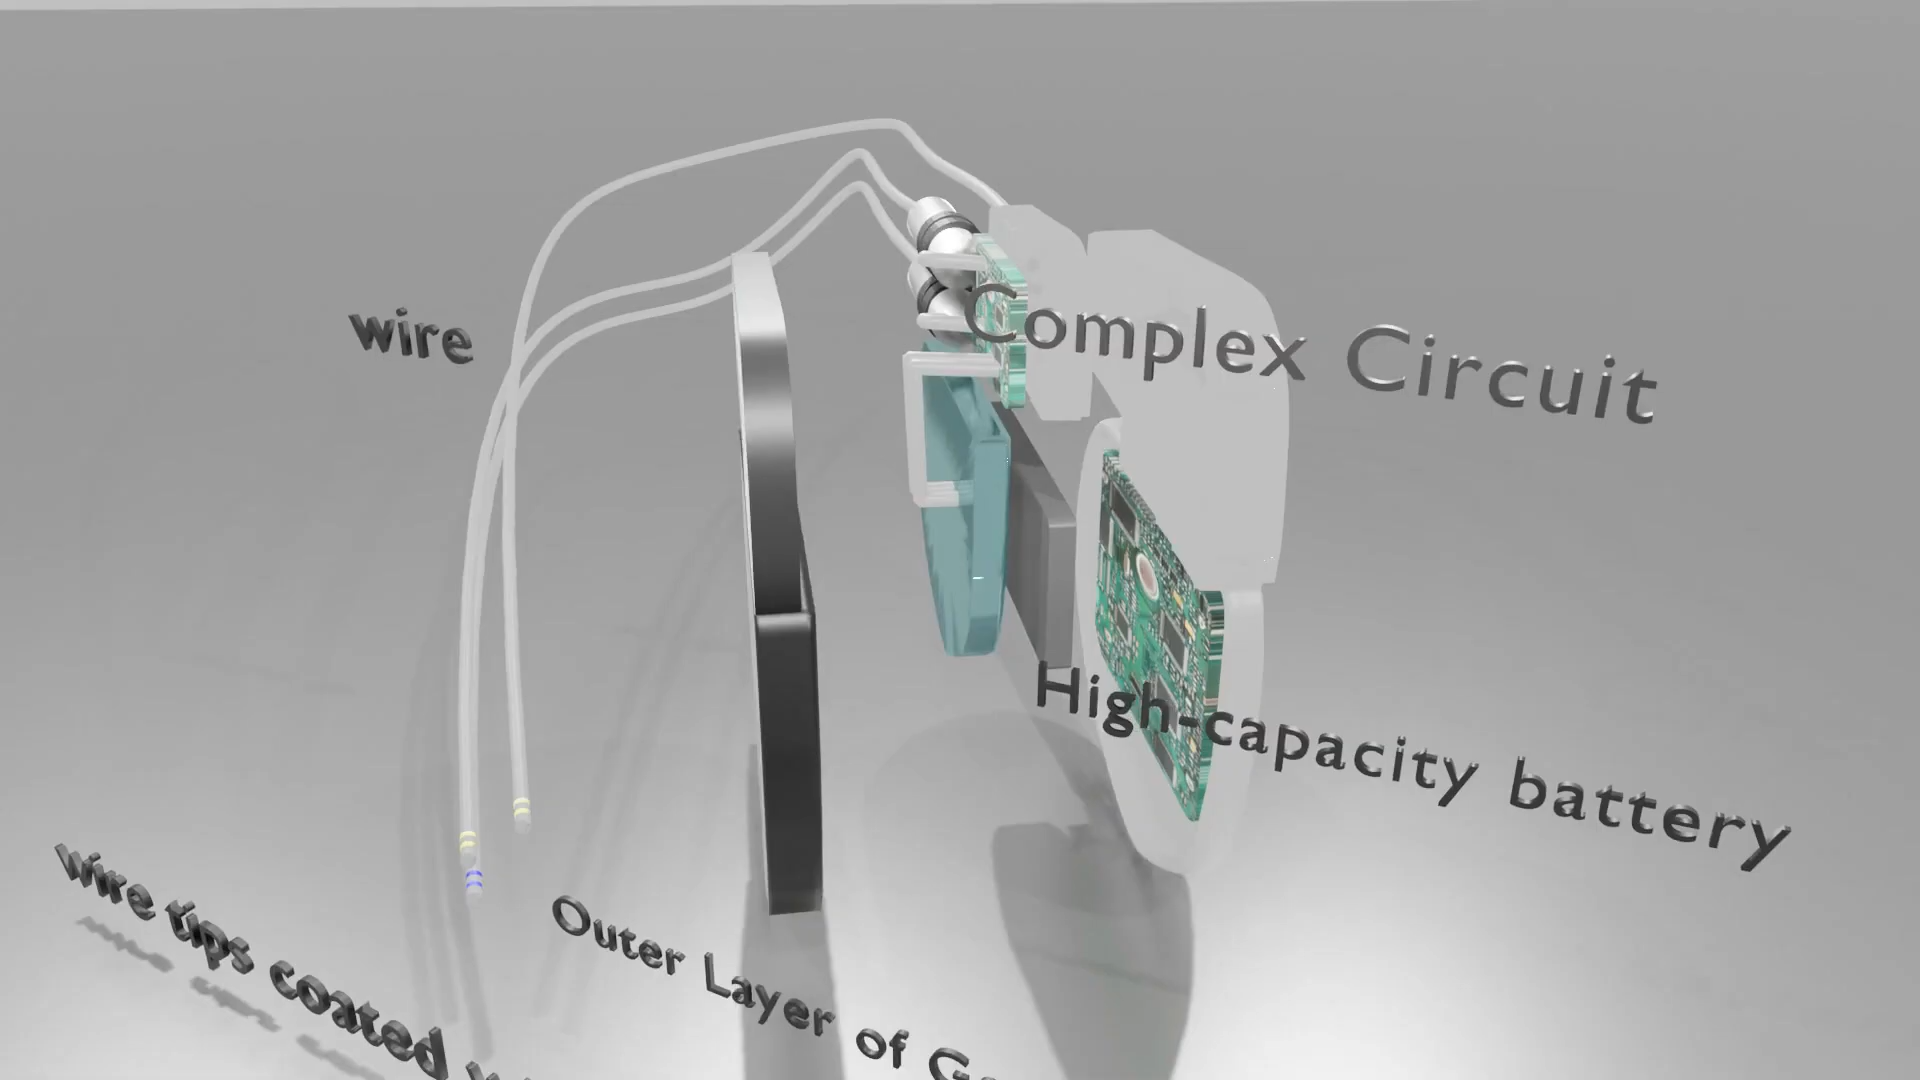 wire
Complex Circuit
High-capacity battery
Wire tips coated
Outer Layer of